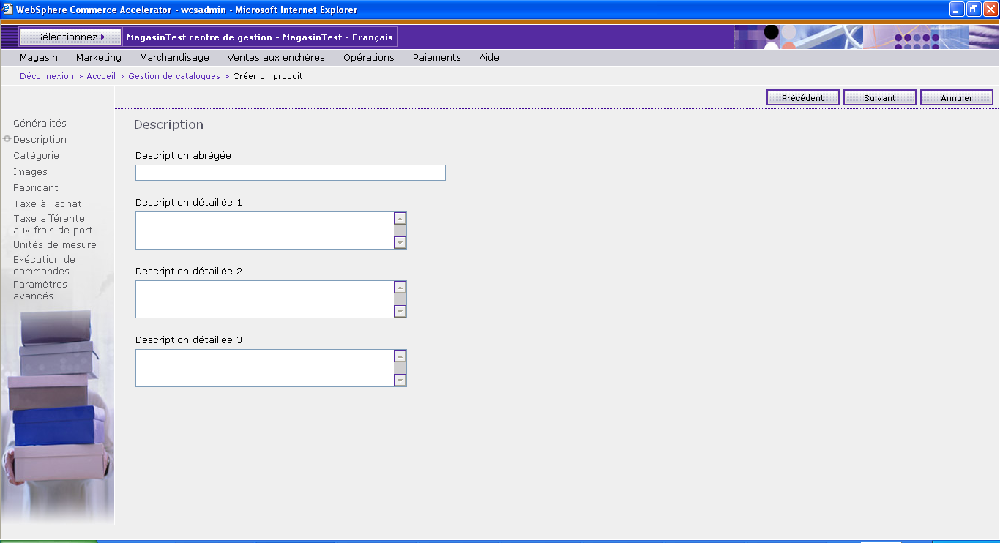 WebSphere Commerce Accelerator - wcsadmin - Microsoft Internet Explorer
Sélectionnez
MagasinTest centre de gestion - MagasinTest - Français
Magasin Marketing Marchandisage Ventes aux enchères Opérations Paiements Aide
Déconnexion > Accueil > Gestion de catalogues > Créer un produit
Précédent Suivant Annuler
Généralités
Description
Catégorie
Images
Fabricant
Taxe à l'achat
Taxe afférente
aux frais de port
Unités de mesure
Exécution de
commandes
Paramètres
avancés
Description
Description abrégée
Description détaillée 1
Description détaillée 2
Description détaillée 3